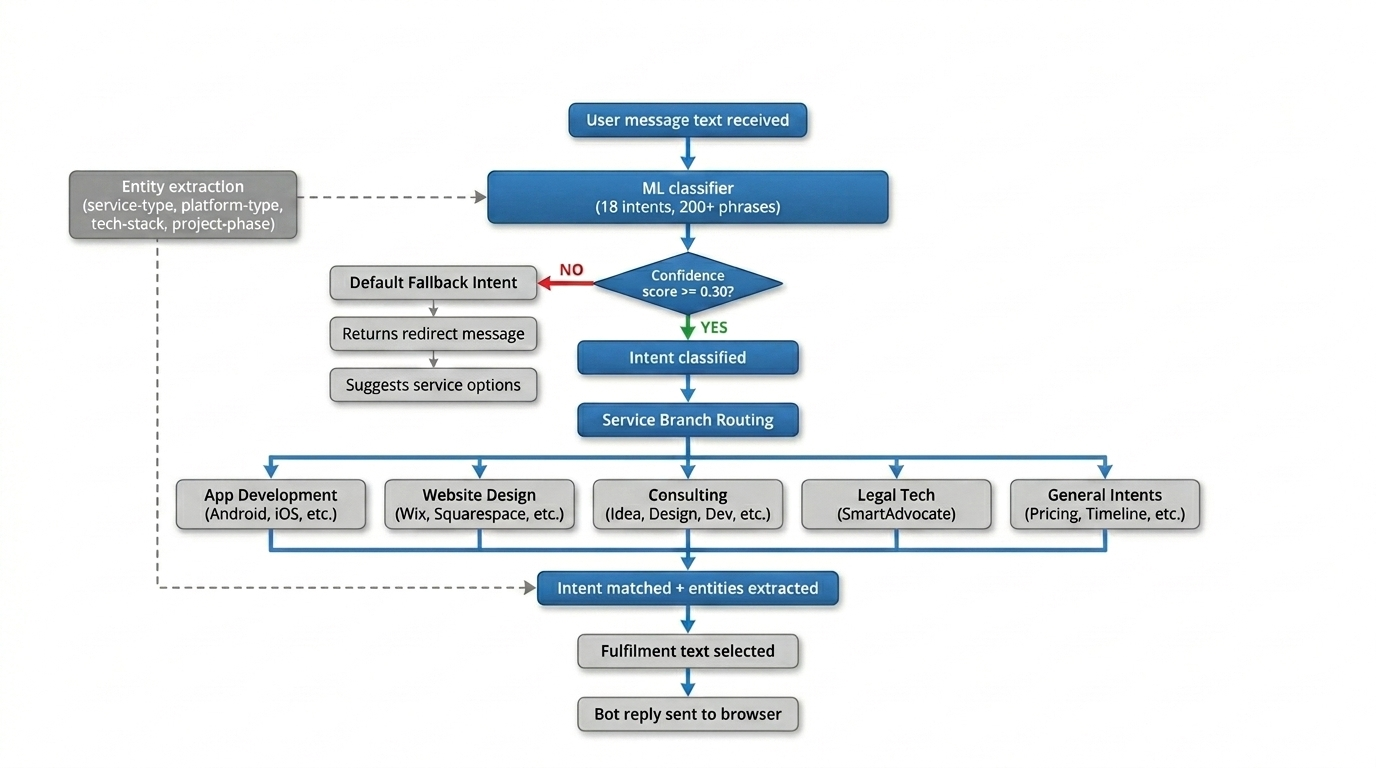 User message text received
Entity extraction
(service-type, platform-type,
tech-stack, project-phase)
ML classifier
(18 intents, 200+ phrases)
Confidence
score >= 0.30?
NO
YES
Default Fallback Intent
Returns redirect message
Suggests service options
Intent classified
Service Branch Routing
App Development
(Android, iOS, etc.)
Website Design
(Wix, Squarespace, etc.)
Consulting
(Idea, Design, Dev, etc.)
Legal Tech
(SmartAdvocate)
General Intents
(Pricing, Timeline, etc.)
Intent matched + entities extracted
Fulfilment text selected
Bot reply sent to browser